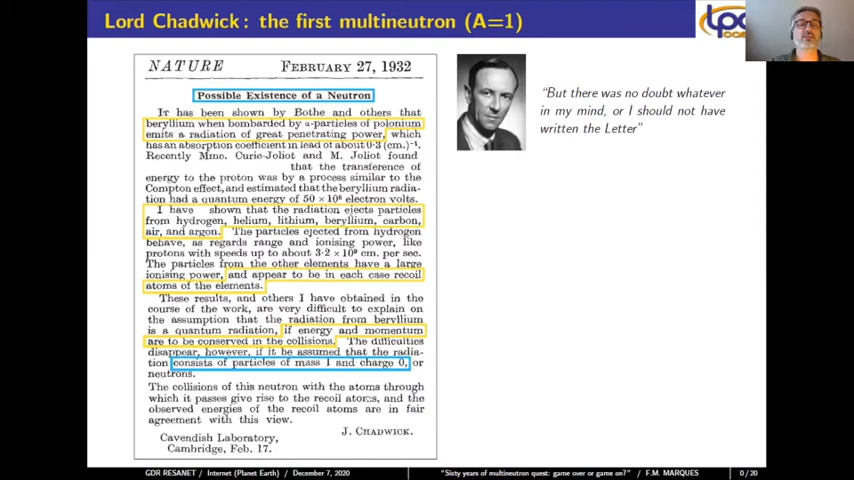 Lord Chadwick : the first multineutron (A=1)
LPC
NATURE FEBRUARY 27, 1932
Possible Existence of a Neutron
IT has been shown by Bothe and others that
beryllium when bombarded by α-particles of polonium
emits a radiation of great penetrating power, which
has an absorption coefficient in lead of about 0·3 (cm.)⁻¹.
Recently Mme. Curie-Joliot and M. Joliot found
that the transference of
energy to the proton was by a process similar to the
Compton effect, and estimated that the beryllium radia-
tion had a quantum energy of 50 × 10⁶ electron volts.
I have shown that the radiation ejects particles
from hydrogen, helium, lithium, beryllium, carbon,
air, and argon. The particles ejected from hydrogen
behave, as regards range and ionising power, like
protons with speeds up to about 3·2 × 10⁹ cm. per sec.
The particles from the other elements have a large
ionising power, and appear to be in each case recoil
atoms of the elements.
These results, and others I have obtained in the
course of the work, are very difficult to explain on
the assumption that the radiation from beryllium
is a quantum radiation, if energy and momentum
are to be conserved in the collisions. The difficulties
disappear, however, if it be assumed that the radia-
tion consists of particles of mass 1 and charge 0, or
neutrons.
The collisions of this neutron with the atoms through
which it passes give rise to the recoil atoms, and the
observed energies of the recoil atoms are in fair
agreement with this view.
J. CHADWICK.
Cavendish Laboratory,
Cambridge, Feb. 17.
“But there was no doubt whatever
in my mind, or I should not have
written the Letter”
GDR RESANET / Internet (Planet Earth) / December 7, 2020
“Sixty years of multineutron quest: game over or game on?” / F.M. MARQUES
0 / 20